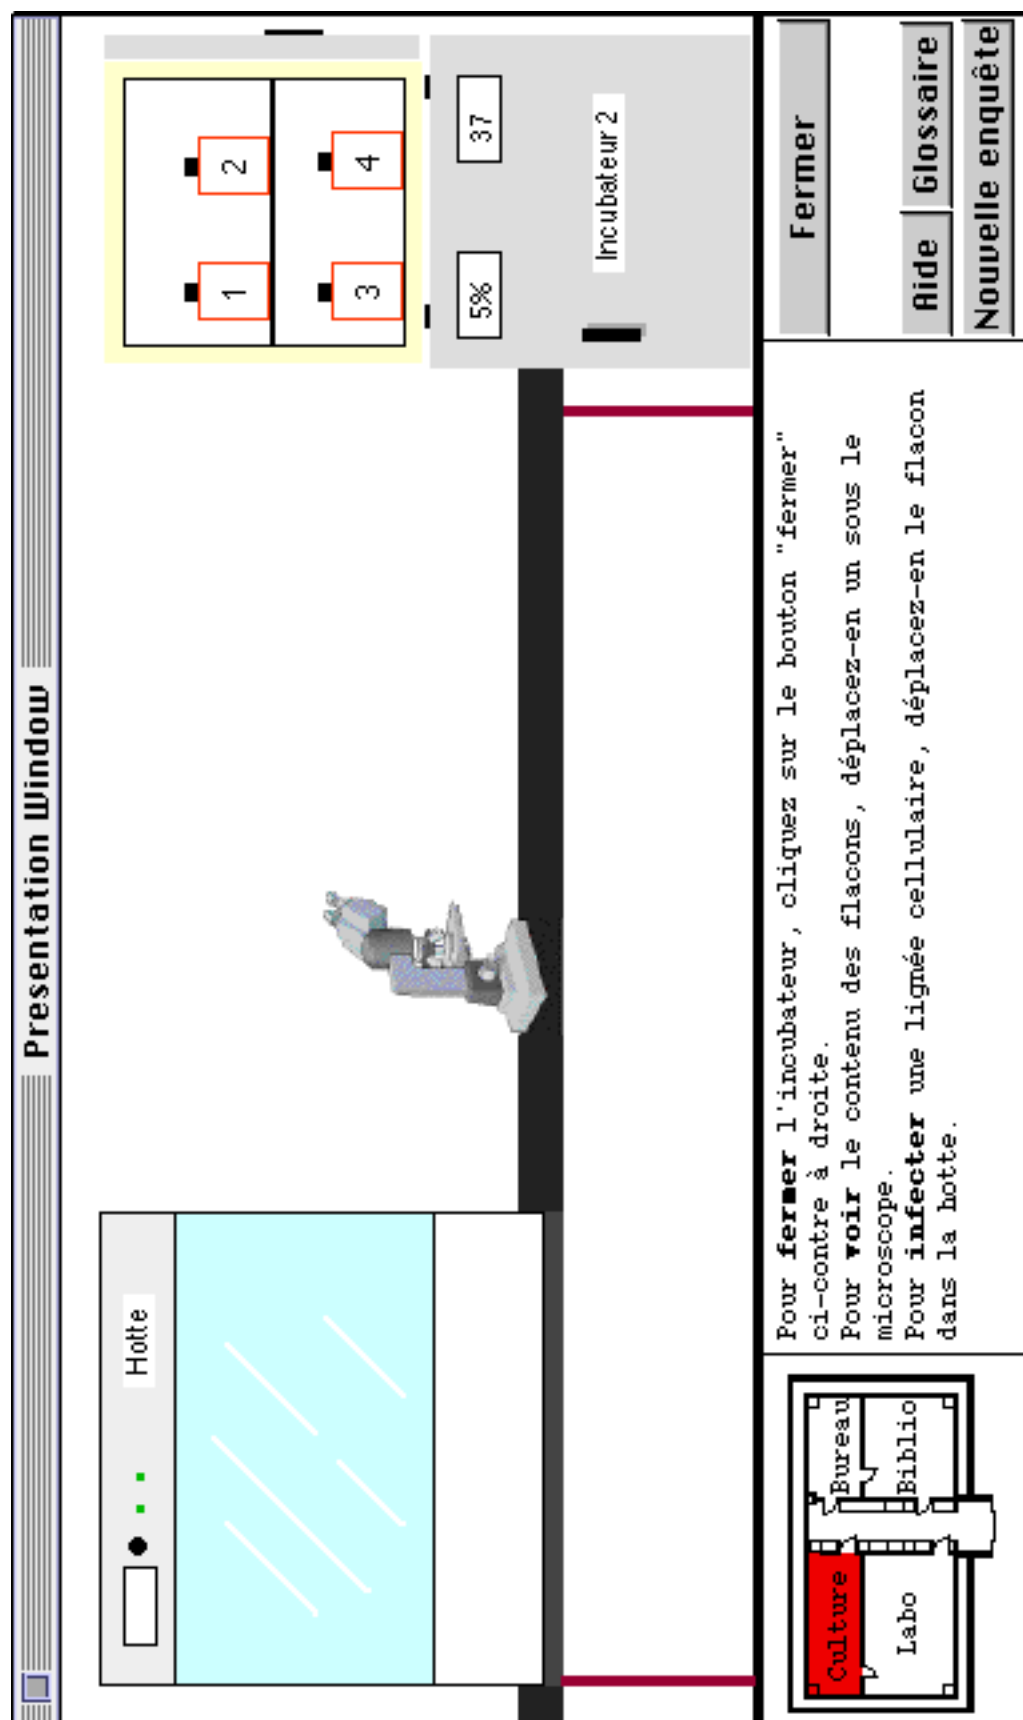 Presentation Window
Hotte
1
2
3
4
5%
37
Incubateur 2
Culture
Bureau
Labo
Biblio
Pour fermer l'incubateur, cliquez sur le bouton "fermer"
ci-contre à droite.
Pour voir le contenu des flacons, déplacez-en un sous le
microscope.
Pour infecter une lignée cellulaire, déplacez-en le flacon
dans la hotte.
Fermer
Aide
Glossaire
Nouvelle enquête